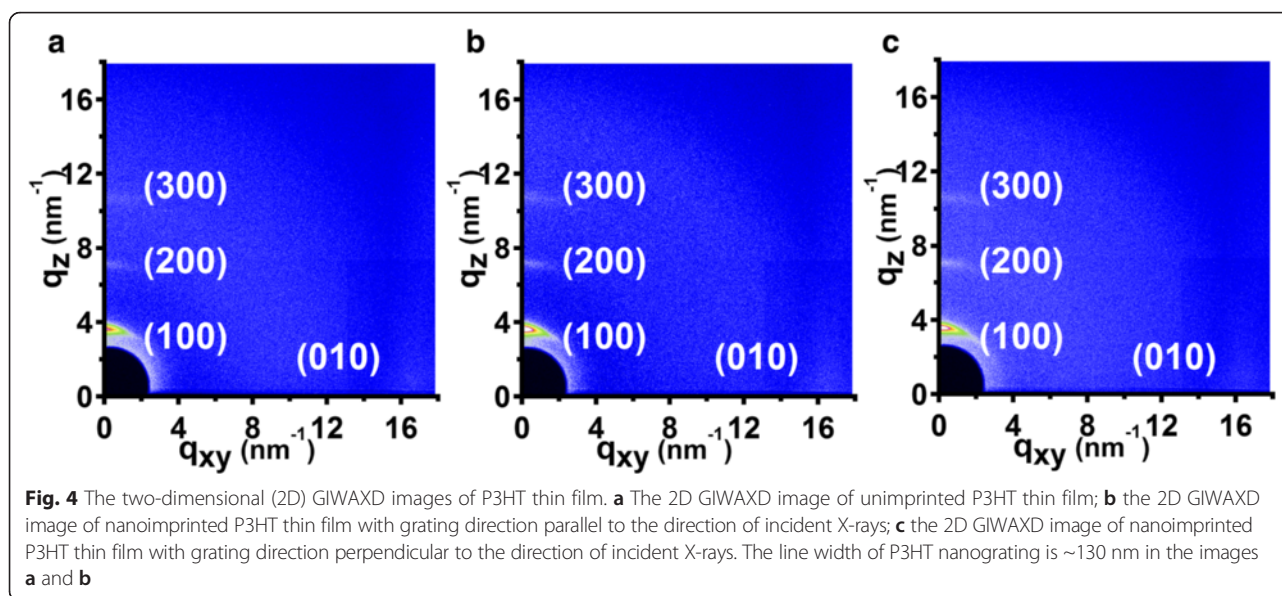 a
16
12
8
4
0
qz (nm-1)
(300)
(200)
(100)
(010)
0 4 8 12 16
qxy (nm-1)
b
16
12
8
4
0
qz (nm-1)
(300)
(200)
(100)
(010)
0 4 8 12 16
qxy (nm-1)
c
16
12
8
4
0
qz (nm-1)
(300)
(200)
(100)
(010)
0 4 8 12 16
qxy (nm-1)
Fig. 4 The two-dimensional (2D) GIWAXD images of P3HT thin film. a The 2D GIWAXD image of unimprinted P3HT thin film; b the 2D GIWAXD
image of nanoimprinted P3HT thin film with grating direction parallel to the direction of incident X-rays; c the 2D GIWAXD image of nanoimprinted
P3HT thin film with grating direction perpendicular to the direction of incident X-rays. The line width of P3HT nanograting is ~130 nm in the images
a and b